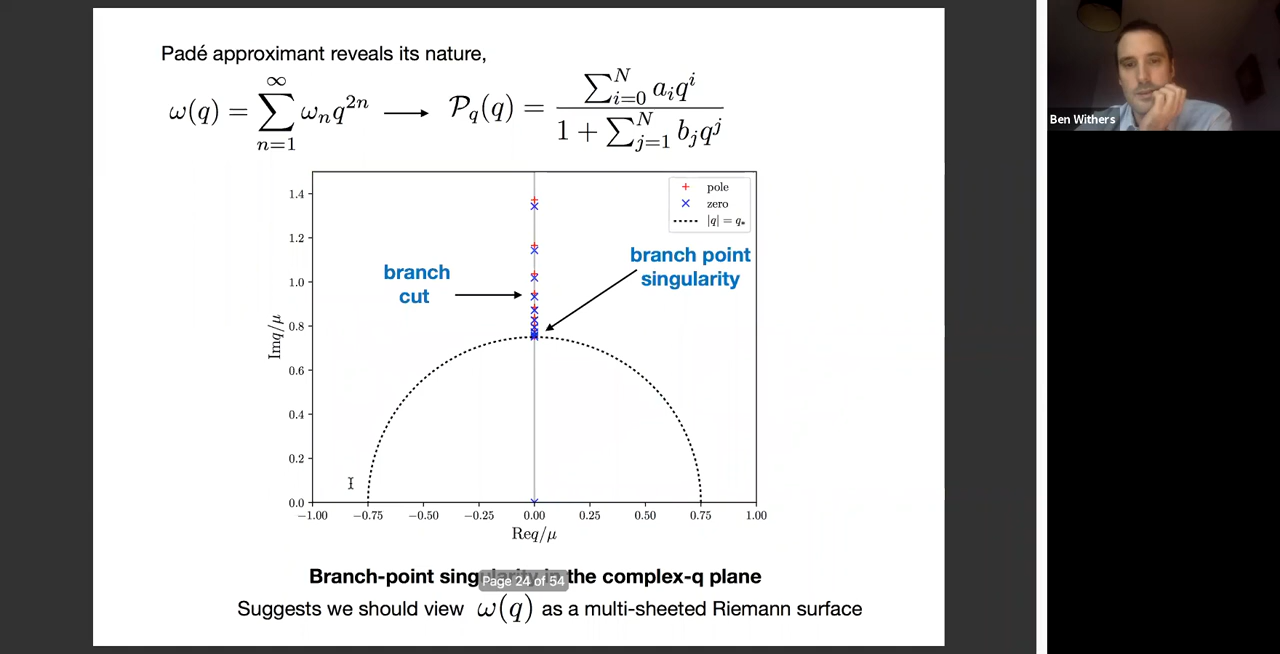 Padé approximant reveals its nature,
ω(q) = ∑_{n=1}^{∞} ω_n q^{2n} ⟶ 𝒫_q(q) = \frac{∑_{i=0}^{N} a_i q^i}{1 + ∑_{j=1}^{N} b_j q^j}
Ben Withers
pole
zero
|q| = q_*
branch point
singularity
branch
cut
1.4
1.2
1.0
0.8
0.6
0.4
0.2
0.0
Imq/μ
−1.00 −0.75 −0.50 −0.25 0.00 0.25 0.50 0.75 1.00
Req/μ
Branch-point sing the complex-q plane
Page 24 of 54
Suggests we should view ω(q) as a multi-sheeted Riemann surface